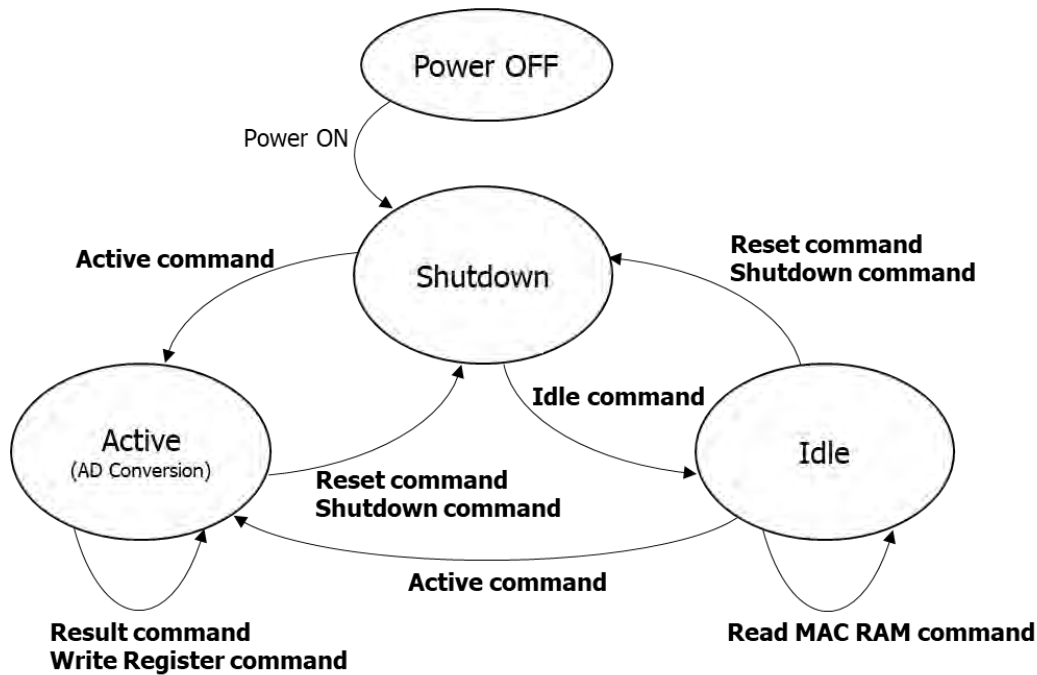 Power OFF
Power ON
Shutdown
Active command
Reset command
Shutdown command
Idle command
Active
(AD Conversion)
Idle
Reset command
Shutdown command
Active command
Result command
Write Register command
Read MAC RAM command